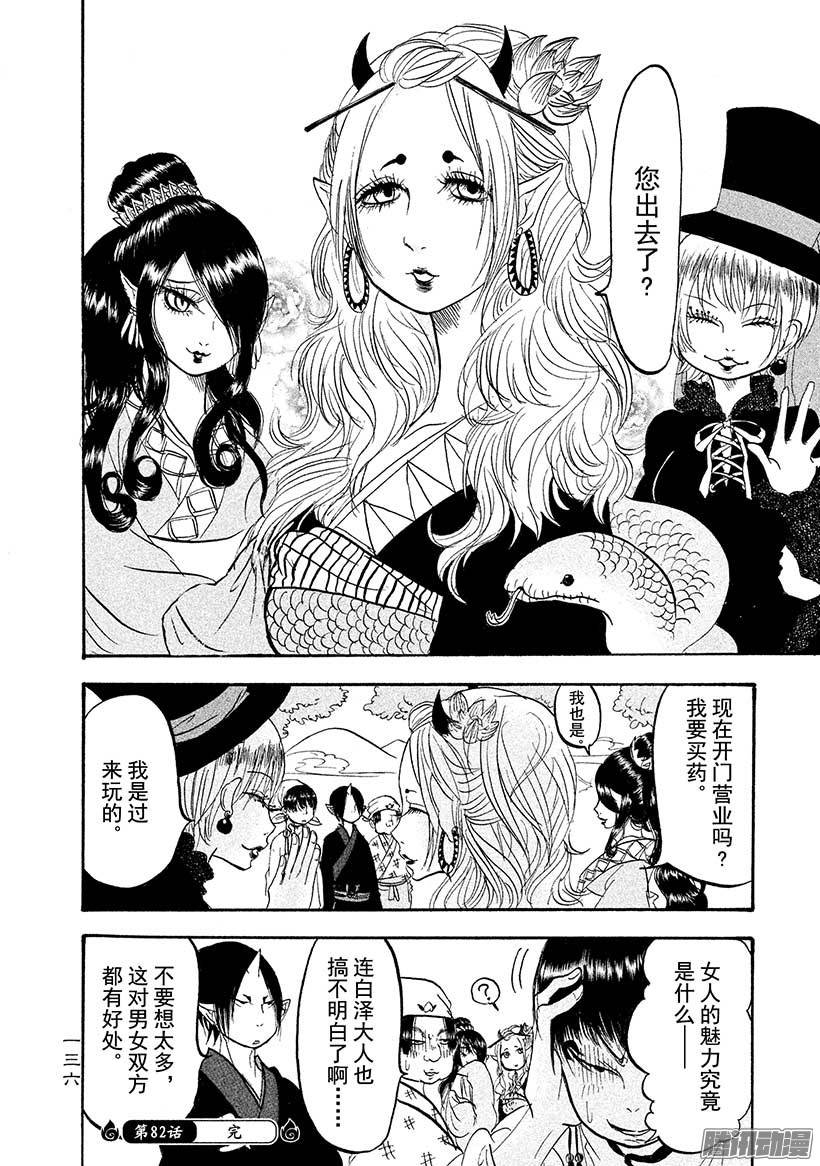 您出去了？
现在开门营业吗？
我要买药。
我也是。
我是过
来玩的。
女人的魅力究竟
是什么——
？
连白泽大人也
搞不明白了啊……
不要想太多，
这对男女双方
都有好处。
第82话 完
一三六
腾讯动漫